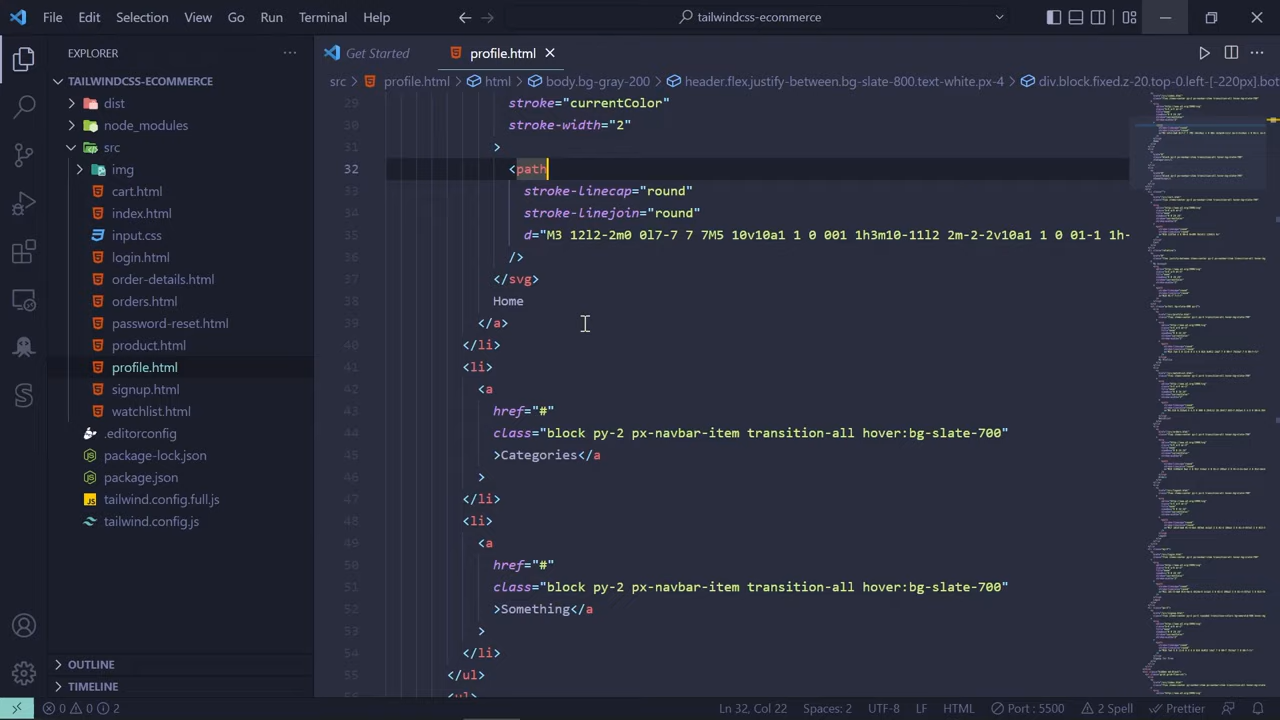 File Edit Selection View Go Run Terminal Help
tailwindcss-ecommerce
EXPLORER
Get Started
profile.html
TAILWINDCSS-ECOMMERCE
src > profile.html > html > body.bg-gray-200 > header.flex.justify-between.bg-slate-800.text-white.px-4 > div.block.fixed.z-20.top-0.left-[-220px].bot
dist
node_modules
src
img
cart.html
index.html
input.css
login.html
order-details.html
orders.html
password-reset.html
product.html
profile.html
signup.html
watchlist.html
.editorconfig
package-lock.json
package.json
tailwind.config.full.js
tailwind.config.js
OUTLINE
TIMELINE
29 stroke="currentColor"
30 stroke-width="2"
31 >
32 <path
33 stroke-linecap="round"
34 stroke-linejoin="round"
35 d="M3 12l2-2m0 0l7-7 7 7M5 10v10a1 1 0 001 1h3m10-11l2 2m-2-2v10a1 1 0 01-1 1h-
36 />
37 </svg>
38 Home
39 </a>
40 </li>
41 <li>
42 <a
43 href="#"
44 class="block py-2 px-navbar-item transition-all hover:bg-slate-700"
45 >Categories</a
46 >
47 </li>
48 <li>
49 <a
50 href="#"
51 class="block py-2 px-navbar-item transition-all hover:bg-slate-700"
52 >Something</a
53 >
54 </li>
55 </ul>
56 <ul
0 0 2
Ln 32, Col 22 Spaces: 2 UTF-8 LF HTML Port : 5500 2 Spell Prettier